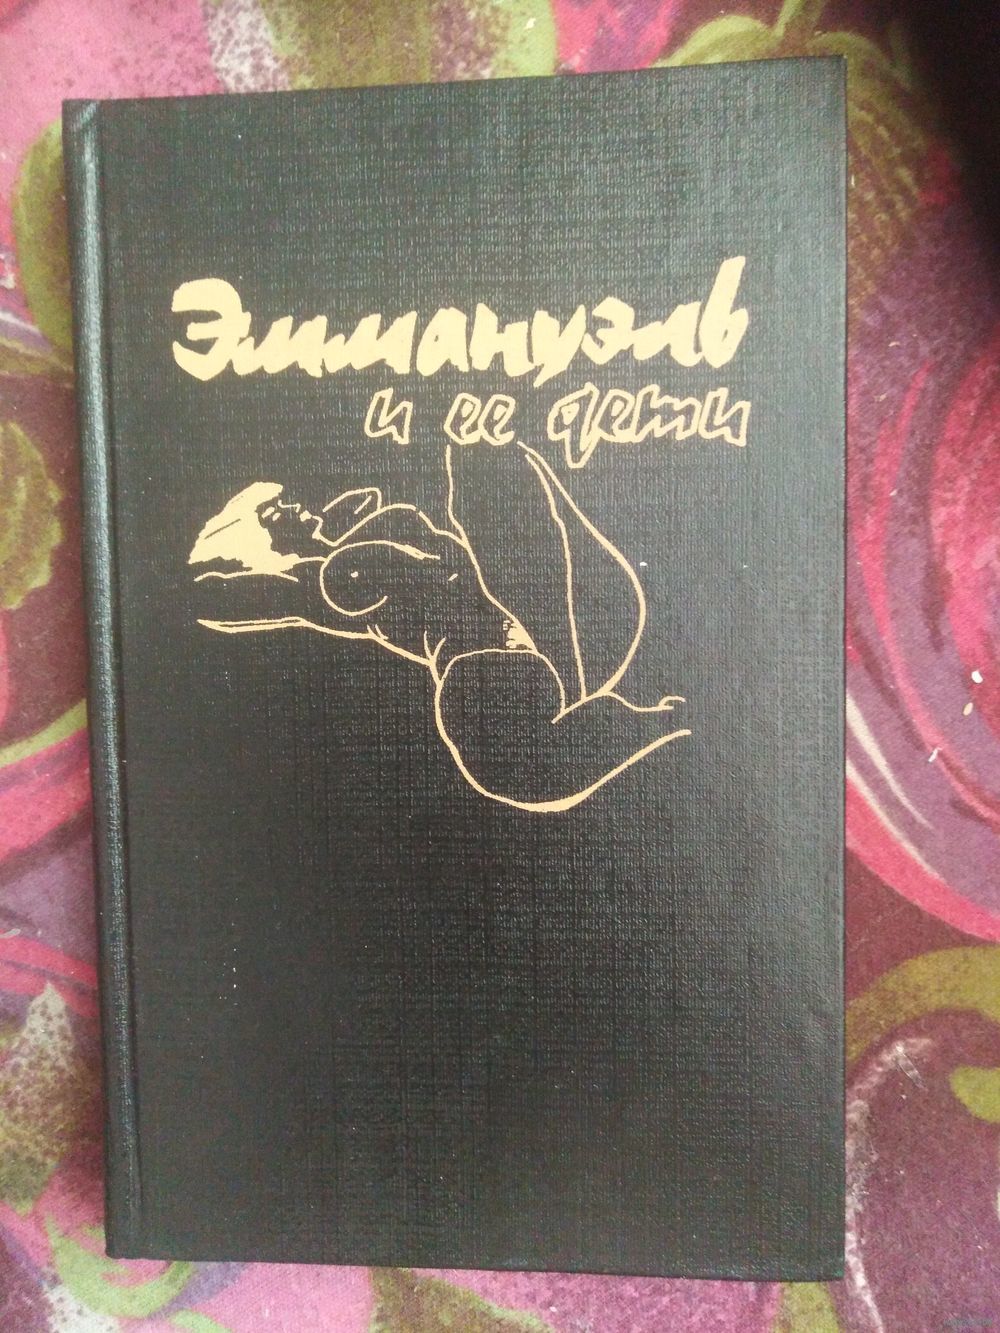 Эммануэль
и ее дети